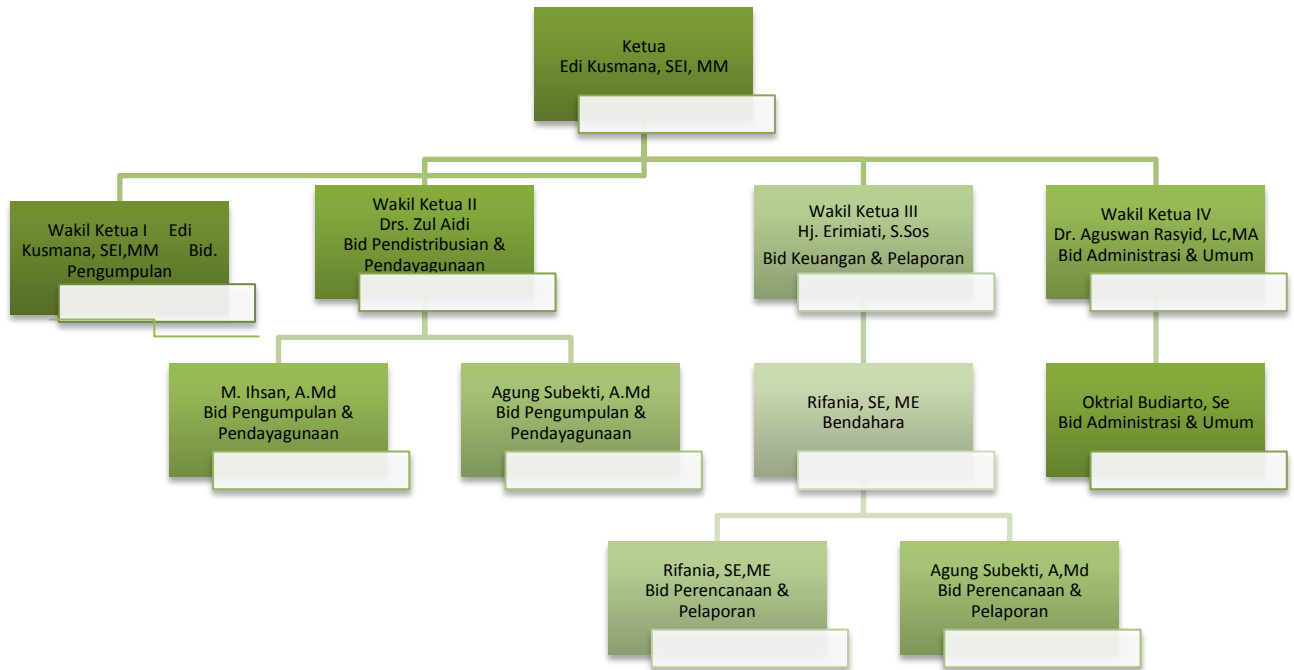 Ketua
Edi Kusmana, SEI, MM
Wakil Ketua I Edi
Kusmana, SEI,MM Bid.
Pengumpulan
Wakil Ketua II
Drs. Zul Aidi
Bid Pendistribusian &
Pendayagunaan
Wakil Ketua III
Hj. Erimiati, S.Sos
Bid Keuangan & Pelaporan
Wakil Ketua IV
Dr. Aguswan Rasyid, Lc,MA
Bid Administrasi & Umum
M. Ihsan, A.Md
Bid Pengumpulan &
Pendayagunaan
Agung Subekti, A.Md
Bid Pengumpulan &
Pendayagunaan
Rifania, SE, ME
Bendahara
Oktrial Budiarto, Se
Bid Administrasi & Umum
Rifania, SE,ME
Bid Perencanaan &
Pelaporan
Agung Subekti, A,Md
Bid Perencanaan &
Pelaporan